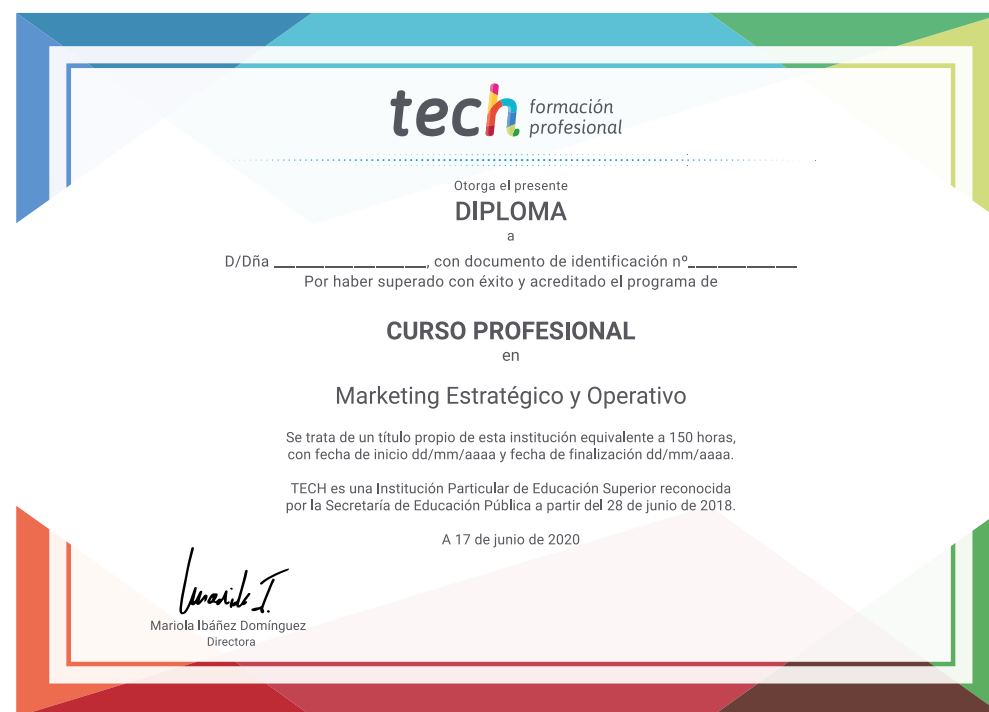 tech formación
profesional
Otorga el presente
DIPLOMA
a
D/Dña ______________, con documento de identificación nº__________
Por haber superado con éxito y acreditado el programa de
CURSO PROFESIONAL
en
Marketing Estratégico y Operativo
Se trata de un título propio de esta institución equivalente a 150 horas,
con fecha de inicio dd/mm/aaaa y fecha de finalización dd/mm/aaaa.
TECH es una Institución Particular de Educación Superior reconocida
por la Secretaría de Educación Pública a partir del 28 de junio de 2018.
A 17 de junio de 2020
Mariola Ibáñez Domínguez
Directora